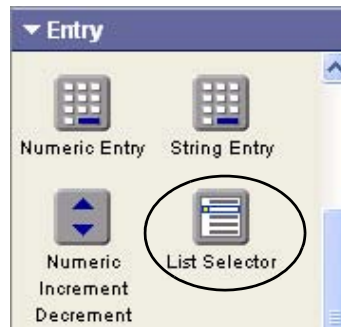 Entry
Numeric Entry
String Entry
Numeric
Increment
Decrement
List Selector